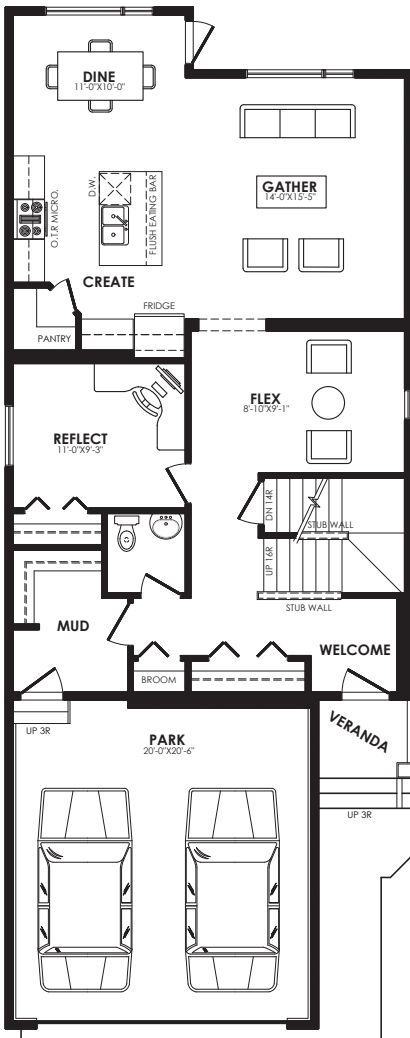 DINE
11'-0"X10'-0"
O.T.R MICRO.
D.W.
FLUSH EATING BAR
GATHER
14'-0"X15'-5"
CREATE
FRIDGE
PANTRY
FLEX
8'-10"X9'-1"
REFLECT
11'-0"X9'-3"
DN 14R
STUB WALL
UP 16R
STUB WALL
MUD
WELCOME
BROOM
UP 3R
PARK
20'-0"X20'-6"
VERANDA
UP 3R